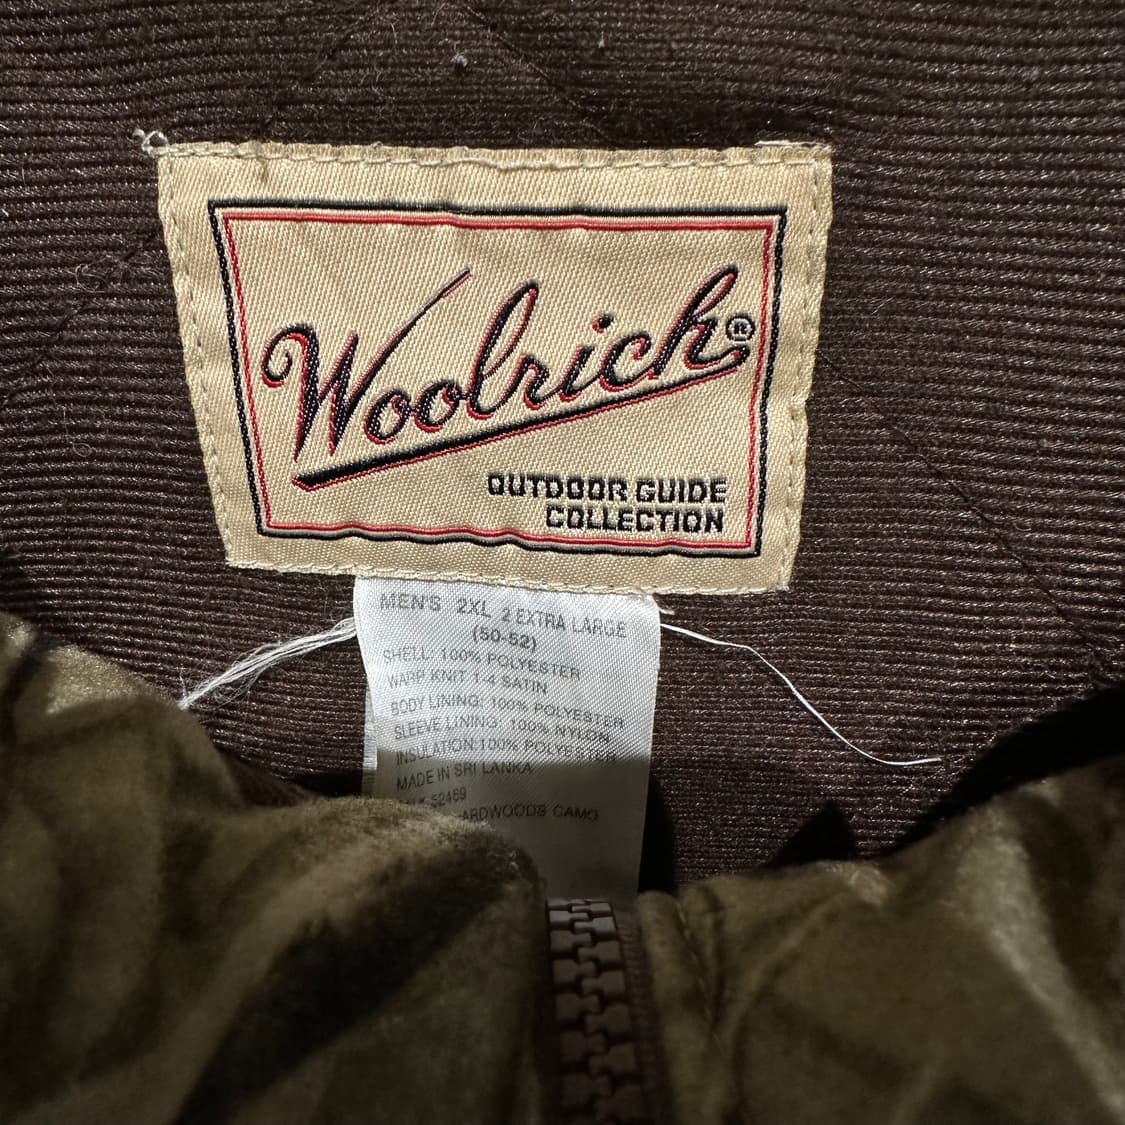 Woolrich®
OUTDOOR GUIDE
COLLECTION
MEN'S 2XL 2 EXTRA LARGE
(50-52)
SHELL: 100% POLYESTER
WARP KNIT 1-4 SATIN
BODY LINING: 100% POLYESTER
SLEEVE LINING: 100% NYLON
INSULATION:100% POLYESTER
MADE IN SRI LANKA
52469
CAMO